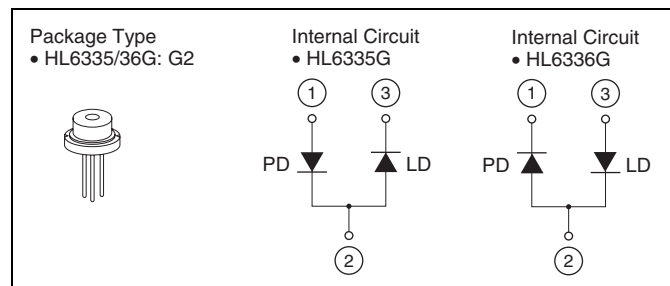 Package Type
• HL6335/36G: G2
Internal Circuit
• HL6335G
1
3
PD
LD
2
Internal Circuit
• HL6336G
1
3
PD
LD
2